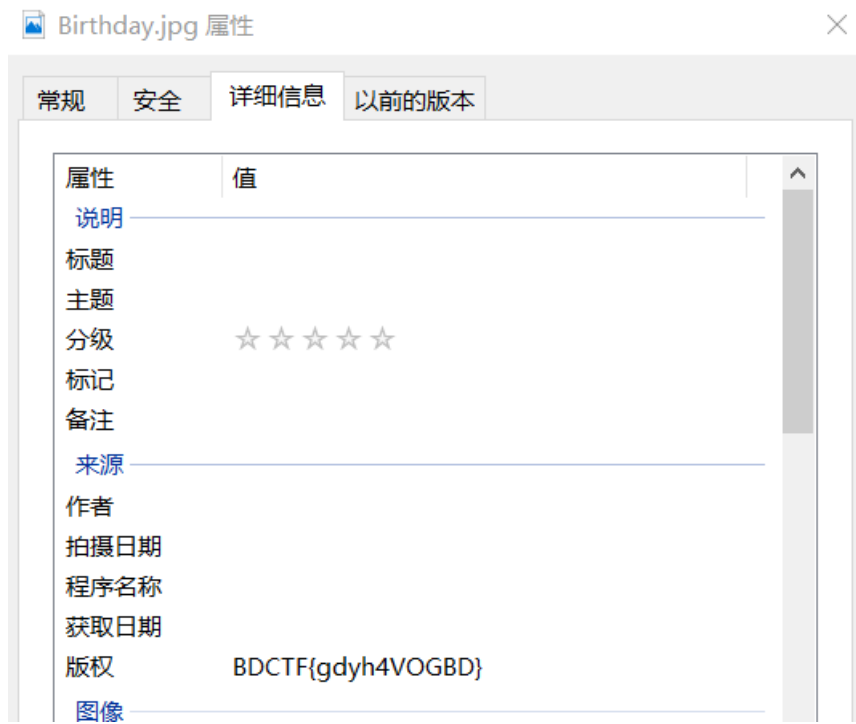 Birthday.jpg 属性
常规 安全 详细信息 以前的版本
属性 值
说明
标题
主题
分级 ☆☆☆☆☆
标记
备注
来源
作者
拍摄日期
程序名称
获取日期
版权 BDCTF{gdyh4VOGBD}
图像